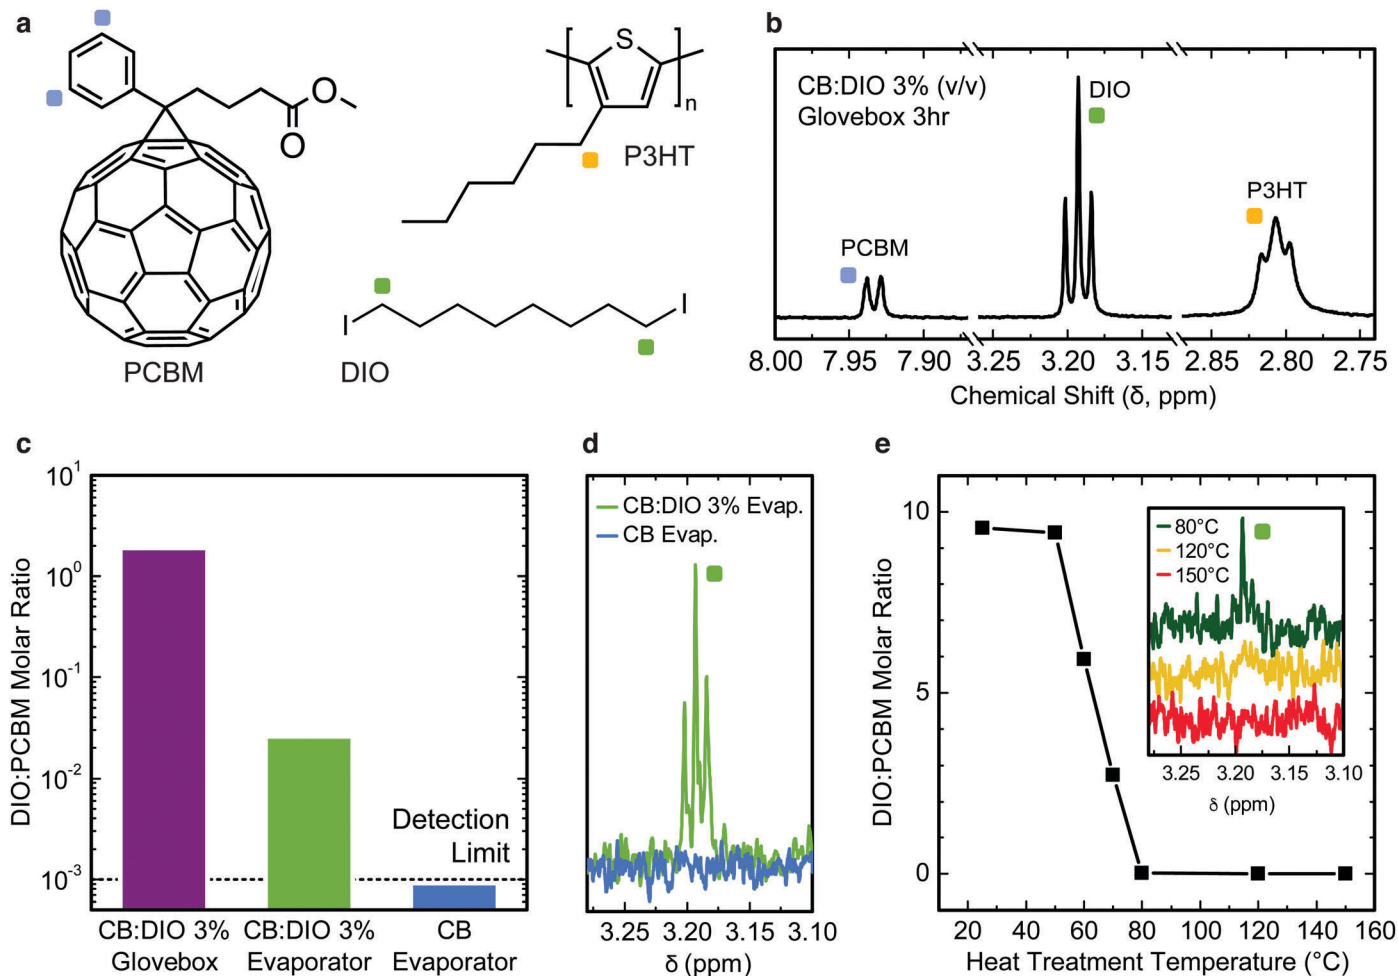 a
O
O
PCBM
S
n
P3HT
I
I
DIO
b
CB:DIO 3% (v/v)
Glovebox 3hr
DIO
PCBM
P3HT
8.00 7.95 7.90 3.25 3.20 3.15 2.85 2.80 2.75
Chemical Shift (δ, ppm)
c
DIO:PCBM Molar Ratio
10¹
10⁰
10⁻¹
10⁻²
10⁻³
Detection
Limit
CB:DIO 3% CB:DIO 3% CB
Glovebox Evaporator Evaporator
d
CB:DIO 3% Evap.
CB Evap.
3.25 3.20 3.15 3.10
δ (ppm)
e
DIO:PCBM Molar Ratio
10
5
0
80°C
120°C
150°C
3.25 3.20 3.15 3.10
δ (ppm)
20 40 60 80 100 120 140 160
Heat Treatment Temperature (°C)